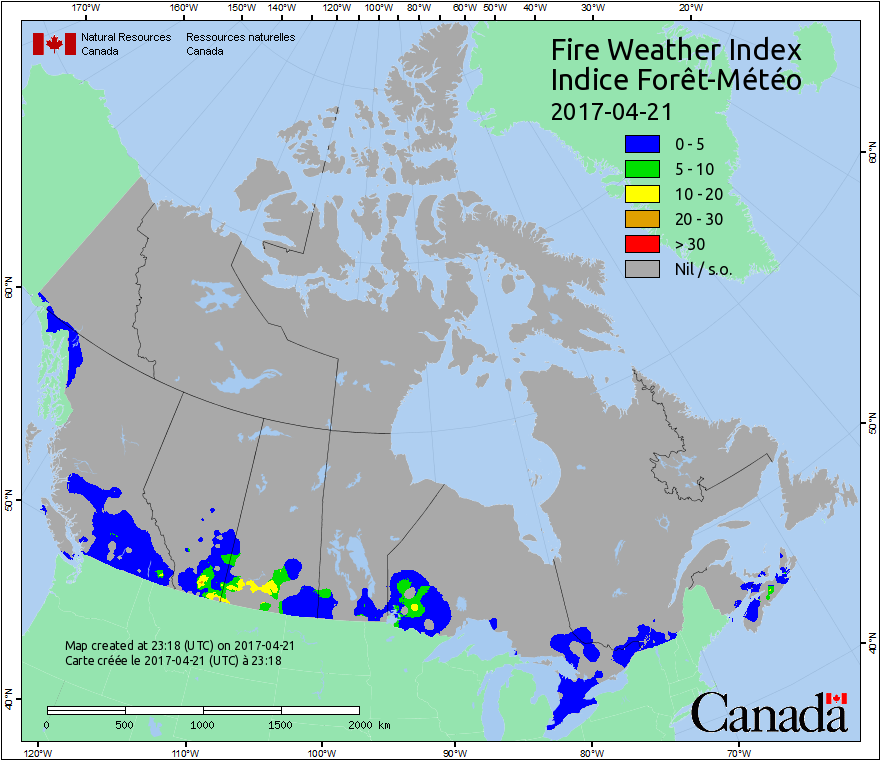 170°W 160°W 150°W 140°W 130°W 120°W 110°W 100°W 90°W 80°W 70°W 60°W 50°W 40°W 30°W 20°W
Natural Resources Ressources naturelles
Canada Canada
Fire Weather Index
Indice Forêt-Météo
2017-04-21
0 - 5
5 - 10
10 - 20
20 - 30
> 30
Nil / s.o.
60°N
60°N
50°N
50°N
40°N
40°N
Map created at 23:18 (UTC) on 2017-04-21
Carte créée le 2017-04-21 (UTC) à 23:18
0 500 1000 1500 2000 km
Canada
120°W 110°W 100°W 90°W 80°W 70°W